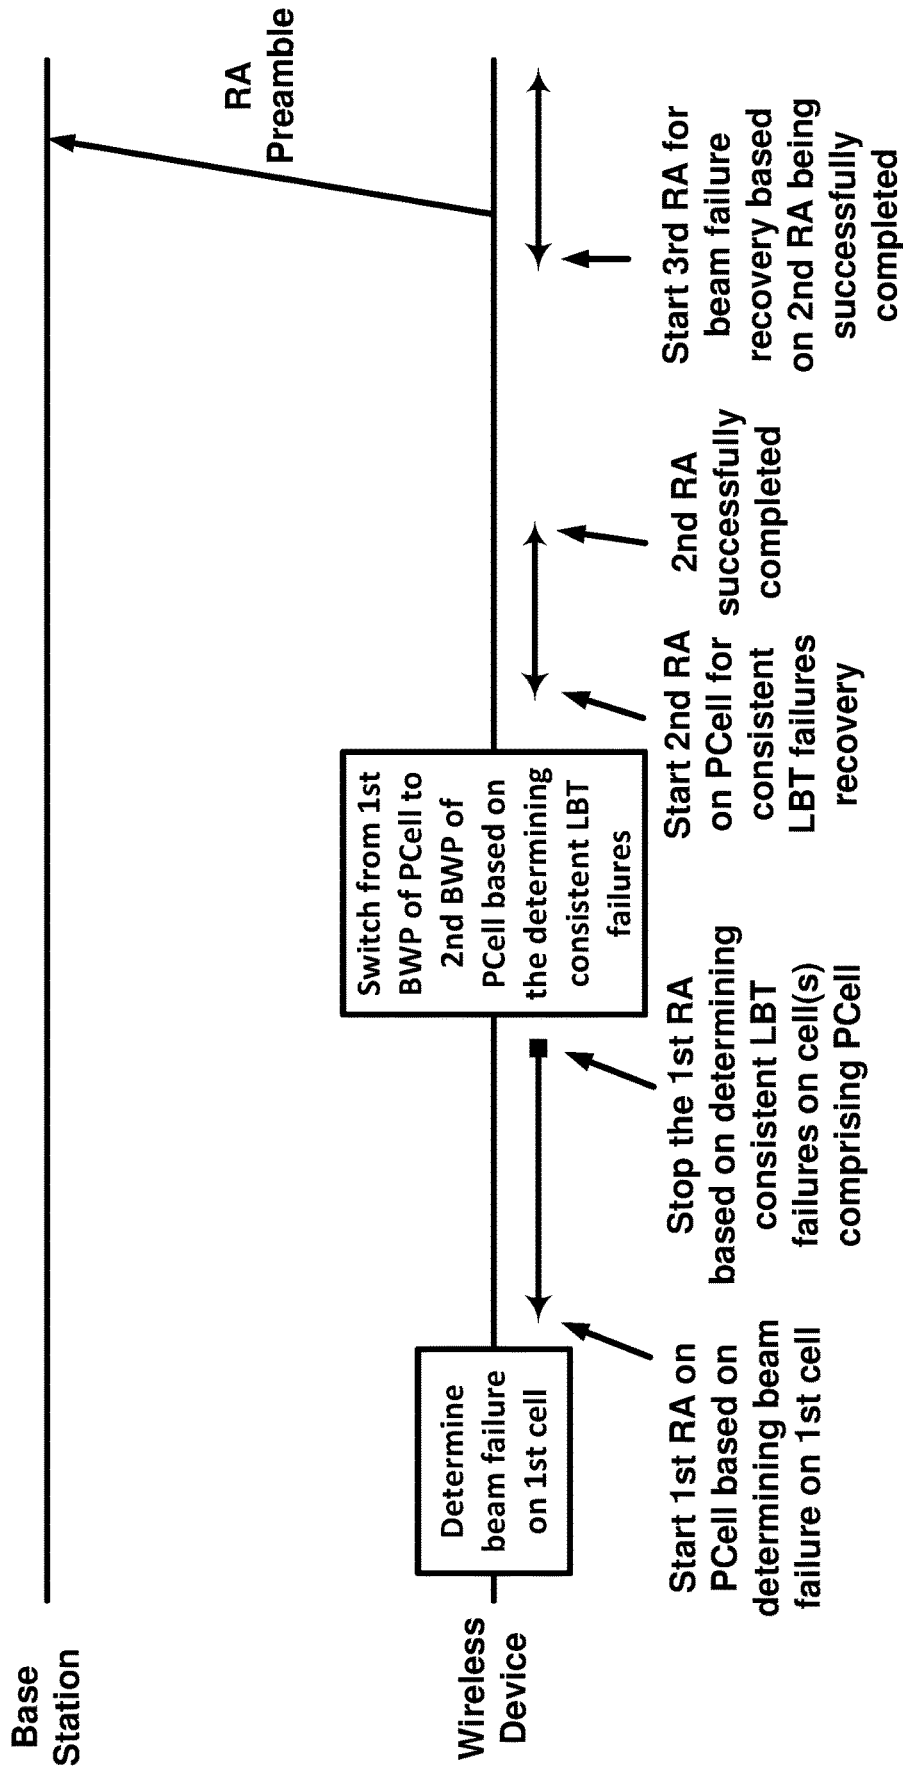 Base
Station
RA
Preamble
Wireless
Device
Determine
beam failure
on 1st cell
Switch from 1st
BWP of PCell to
2nd BWP of
PCell based on
the determining
consistent LBT
failures
Start 1st RA on
PCell based on
determining beam
failure on 1st cell
Stop the 1st RA
based on determining
consistent LBT
failures on cell(s)
comprising PCell
Start 2nd RA
on PCell for
consistent
LBT failures
recovery
2nd RA
successfully
completed
Start 3rd RA for
beam failure
recovery based
on 2nd RA being
successfully
completed